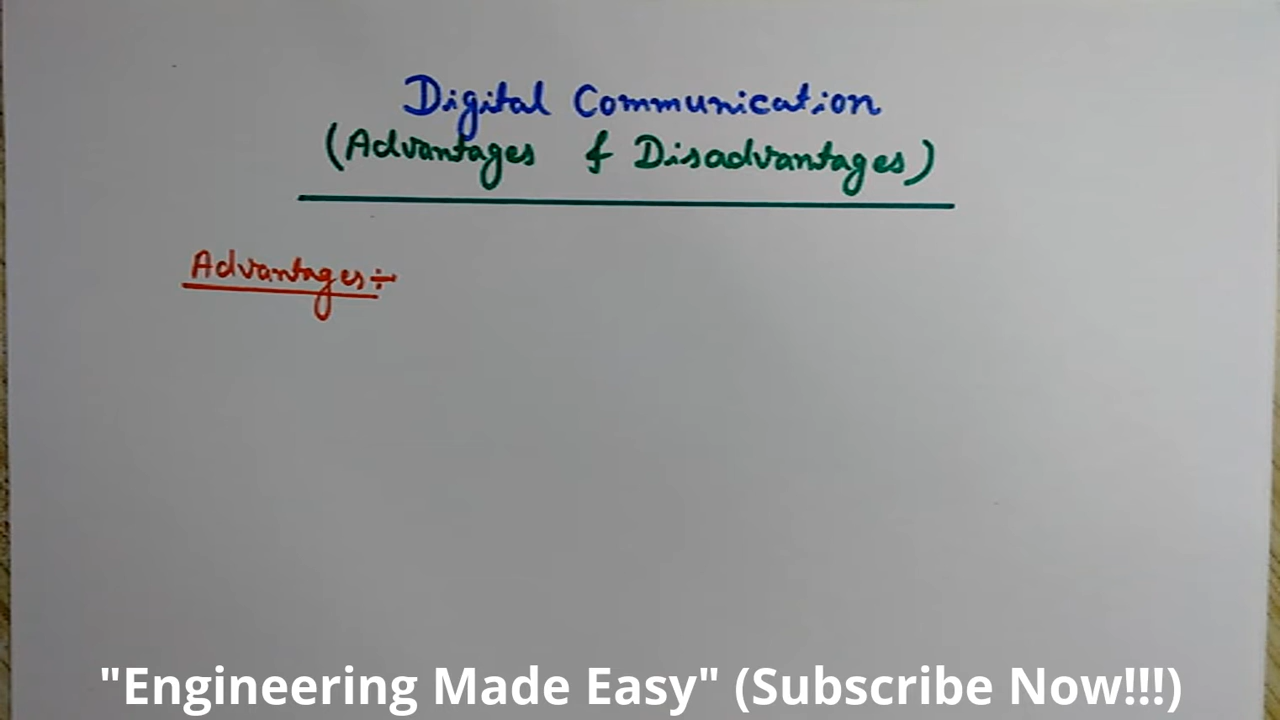 Digital Communication
(Advantages & Disadvantages)
Advantages :-
"Engineering Made Easy" (Subscribe Now!!!)